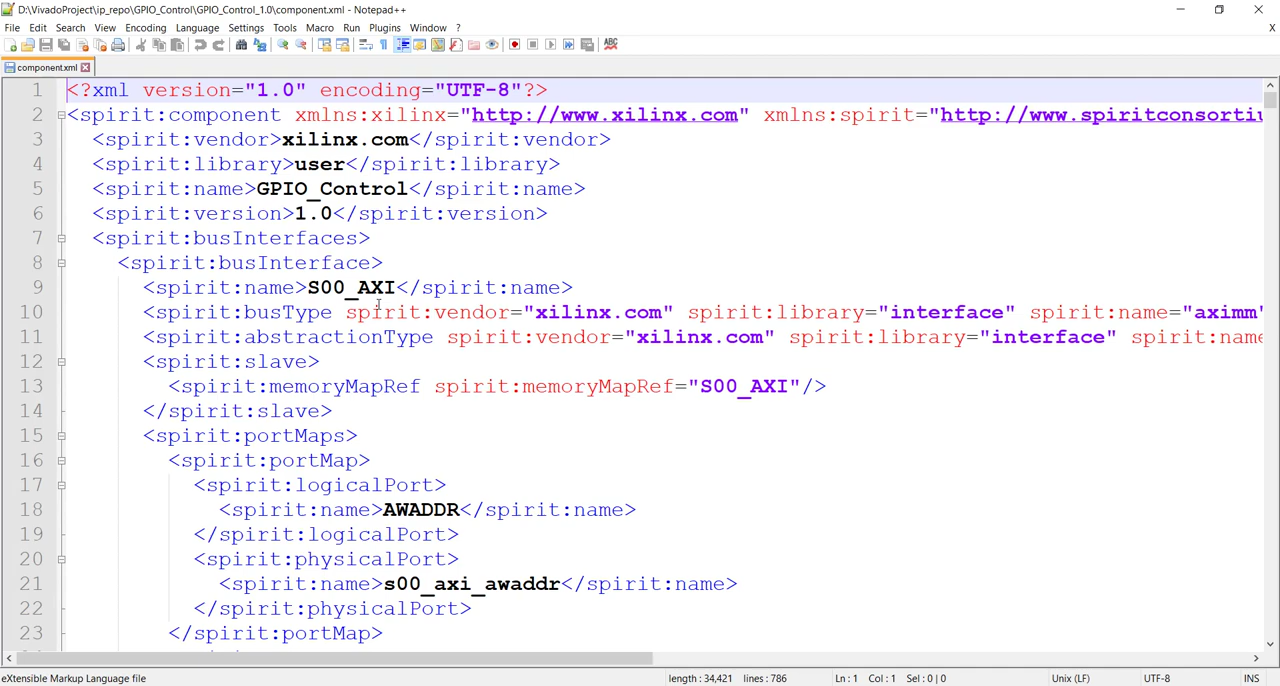 D:\VivadoProject\ip_repo\GPIO_Control\GPIO_Control_1.0\component.xml - Notepad++
File Edit Search View Encoding Language Settings Tools Macro Run Plugins Window ? X
component.xml
1 <?xml version="1.0" encoding="UTF-8"?>
2 <spirit:component xmlns:xilinx="http://www.xilinx.com" xmlns:spirit="http://www.spiritconsortiu
3 <spirit:vendor>xilinx.com</spirit:vendor>
4 <spirit:library>user</spirit:library>
5 <spirit:name>GPIO_Control</spirit:name>
6 <spirit:version>1.0</spirit:version>
7 <spirit:busInterfaces>
8 <spirit:busInterface>
9 <spirit:name>S00_AXI</spirit:name>
10 <spirit:busType spirit:vendor="xilinx.com" spirit:library="interface" spirit:name="aximm"
11 <spirit:abstractionType spirit:vendor="xilinx.com" spirit:library="interface" spirit:name
12 <spirit:slave>
13 <spirit:memoryMapRef spirit:memoryMapRef="S00_AXI"/>
14 </spirit:slave>
15 <spirit:portMaps>
16 <spirit:portMap>
17 <spirit:logicalPort>
18 <spirit:name>AWADDR</spirit:name>
19 </spirit:logicalPort>
20 <spirit:physicalPort>
21 <spirit:name>s00_axi_awaddr</spirit:name>
22 </spirit:physicalPort>
23 </spirit:portMap>
eXtensible Markup Language file length : 34,421 lines : 786 Ln : 1 Col : 1 Sel : 0 | 0 Unix (LF) UTF-8 INS